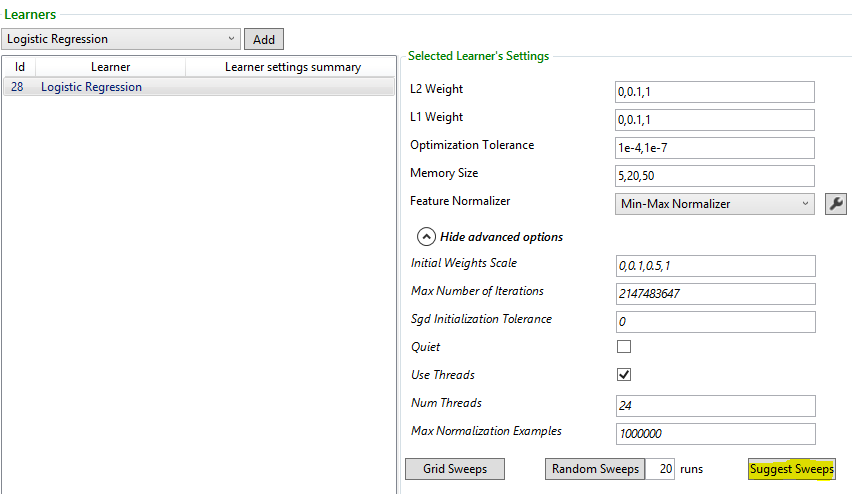 Learners
Logistic Regression Add
Id Learner Learner settings summary
28 Logistic Regression
Selected Learner's Settings
L2 Weight 0,0.1,1
L1 Weight 0,0.1,1
Optimization Tolerance 1e-4,1e-7
Memory Size 5,20,50
Feature Normalizer Min-Max Normalizer
Hide advanced options
Initial Weights Scale 0,0.1,0.5,1
Max Number of Iterations 2147483647
Sgd Initialization Tolerance 0
Quiet
Use Threads
Num Threads 24
Max Normalization Examples 1000000
Grid Sweeps Random Sweeps 20 runs Suggest Sweeps